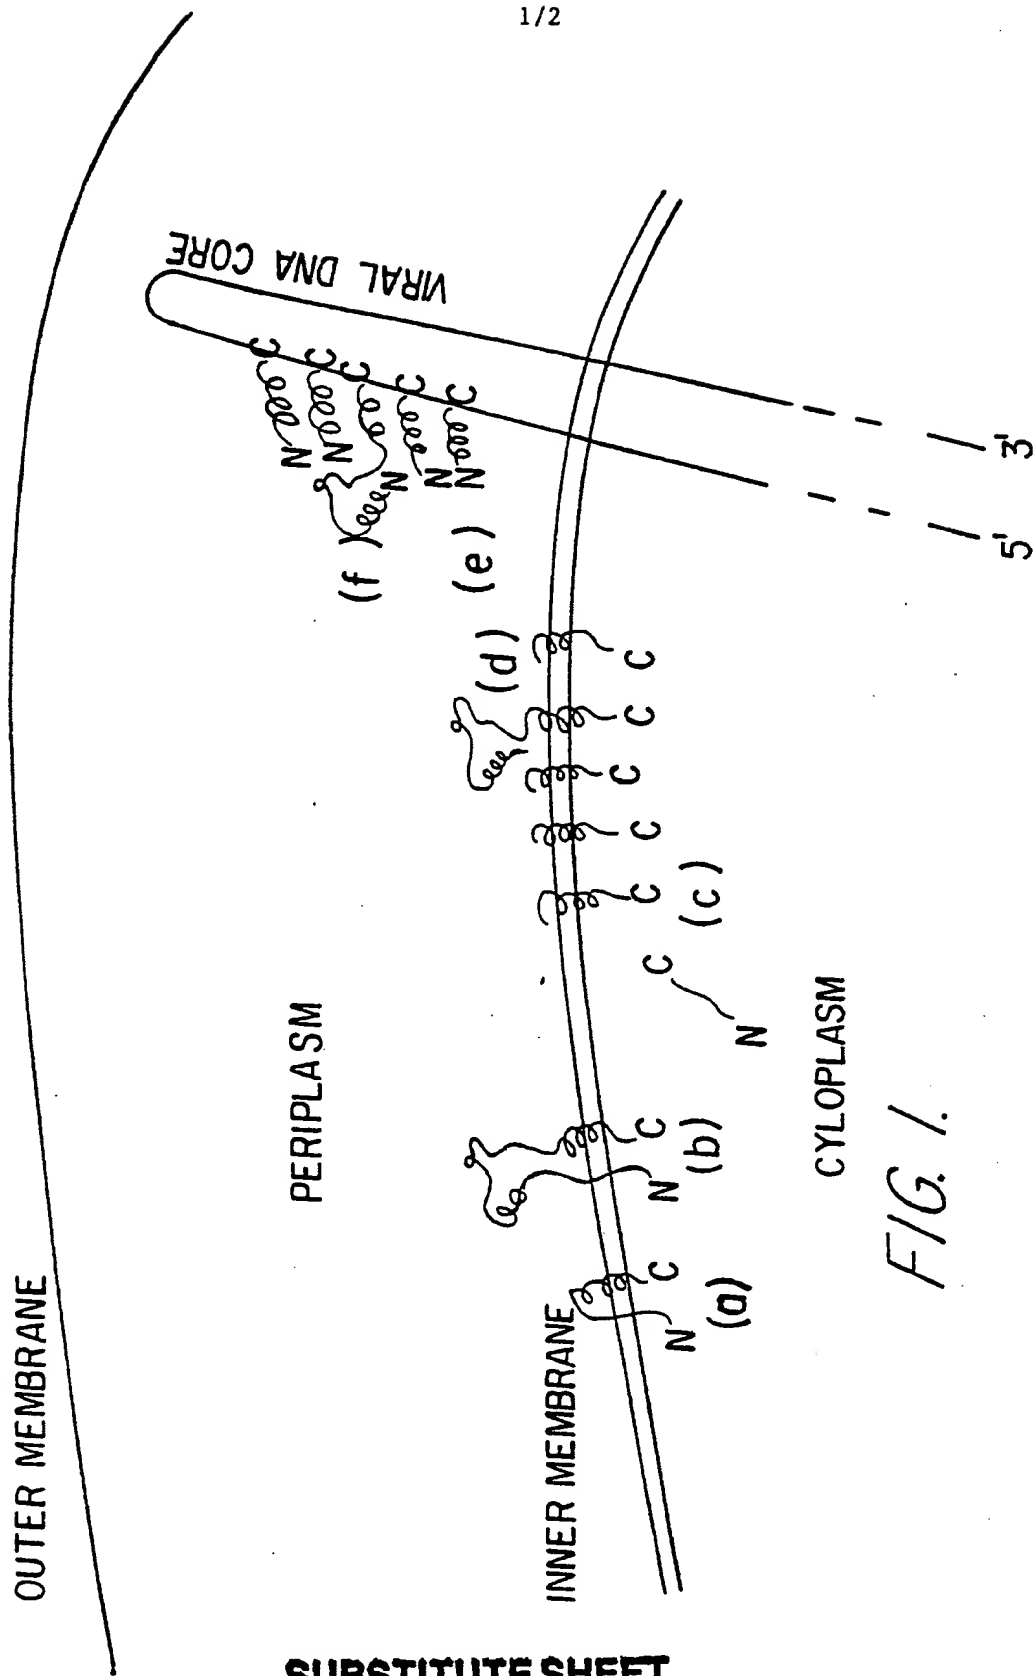 1/2
OUTER MEMBRANE
PERIPLASM
INNER MEMBRANE
CYLOPLASM
VIRAL DNA CORE
N
C
(a)
N
C
(b)
N
C
C
(c)
C
C
C
(d)
C
(e)
(f)
N
C
N
C
N
C
N
C
N
C
5'
3'
FIG. 1.
SUBSTITUTE SHEET